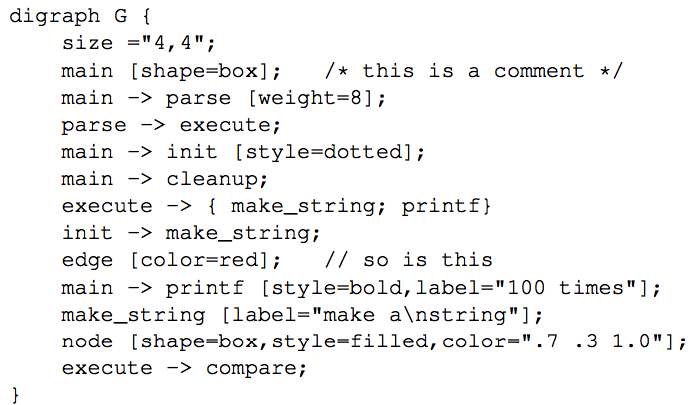 digraph G {
    size ="4,4";
    main [shape=box];   /* this is a comment */
    main -> parse [weight=8];
    parse -> execute;
    main -> init [style=dotted];
    main -> cleanup;
    execute -> { make_string; printf}
    init -> make_string;
    edge [color=red];   // so is this
    main -> printf [style=bold,label="100 times"];
    make_string [label="make a\nstring"];
    node [shape=box,style=filled,color=".7 .3 1.0"];
    execute -> compare;
}